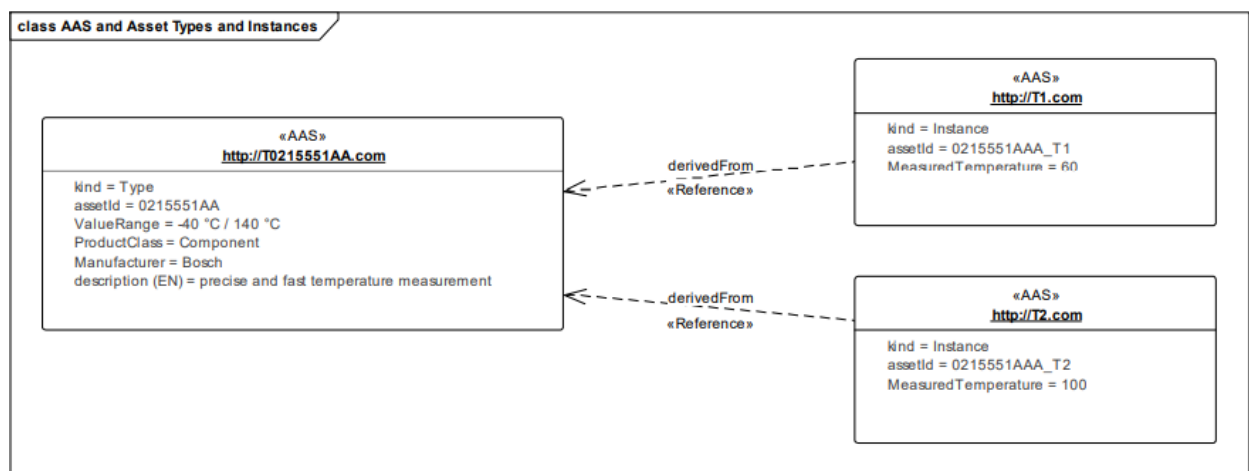 class AAS and Asset Types and Instances
«AAS»
http://T0215551AA.com
kind = Type
assetId = 0215551AA
ValueRange = -40 °C / 140 °C
ProductClass = Component
Manufacturer = Bosch
description (EN) = precise and fast temperature measurement
derivedFrom
«Reference»
derivedFrom
«Reference»
«AAS»
http://T1.com
kind = Instance
assetId = 0215551AAA_T1
MeasuredTemperature = 60
«AAS»
http://T2.com
kind = Instance
assetId = 0215551AAA_T2
MeasuredTemperature = 100